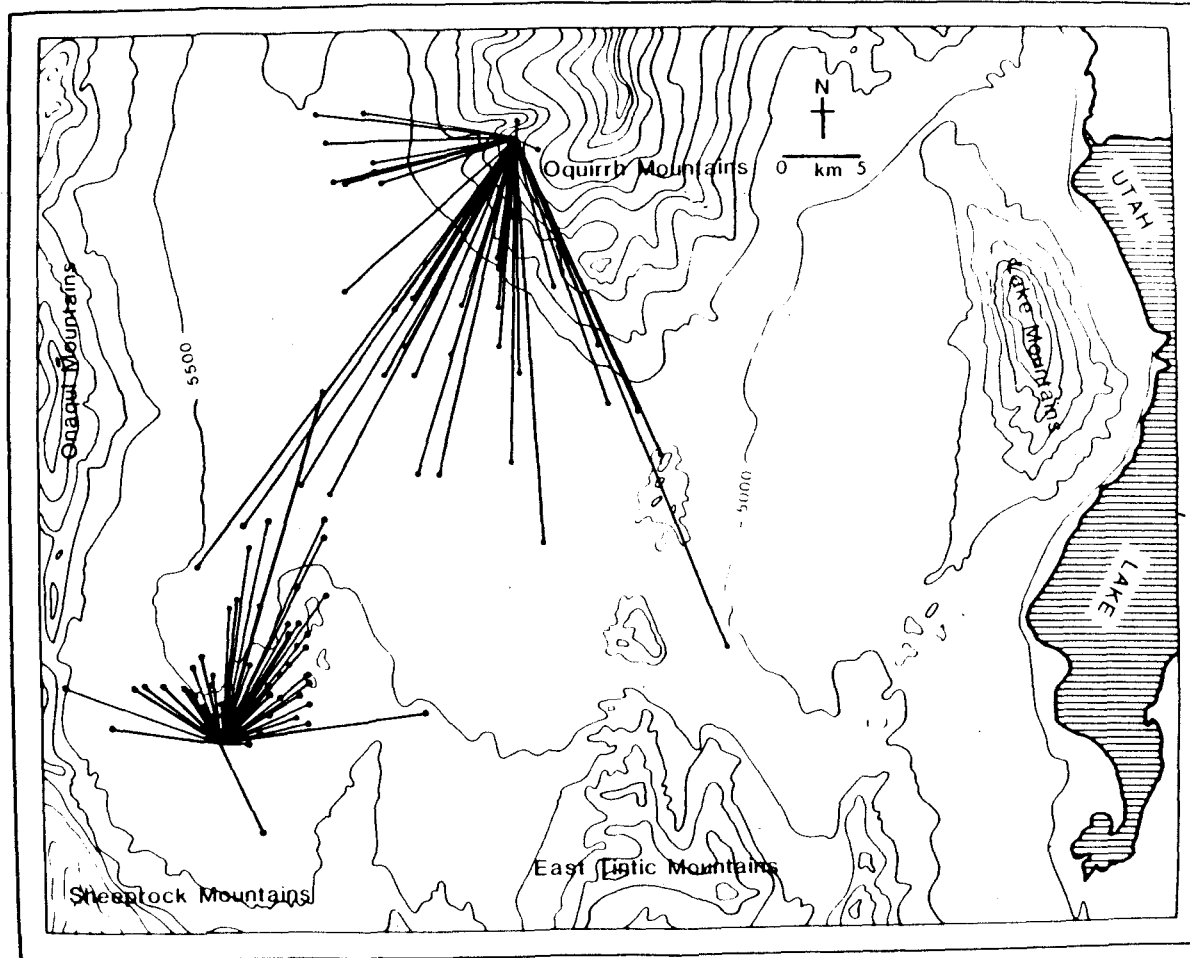 N
Oquirrh Mountains
0 km 5
UTAH
Lake Mountains
Onaqui Mountains
5500
5000
LAKE
East Tintic Mountains
Sheeprock Mountains